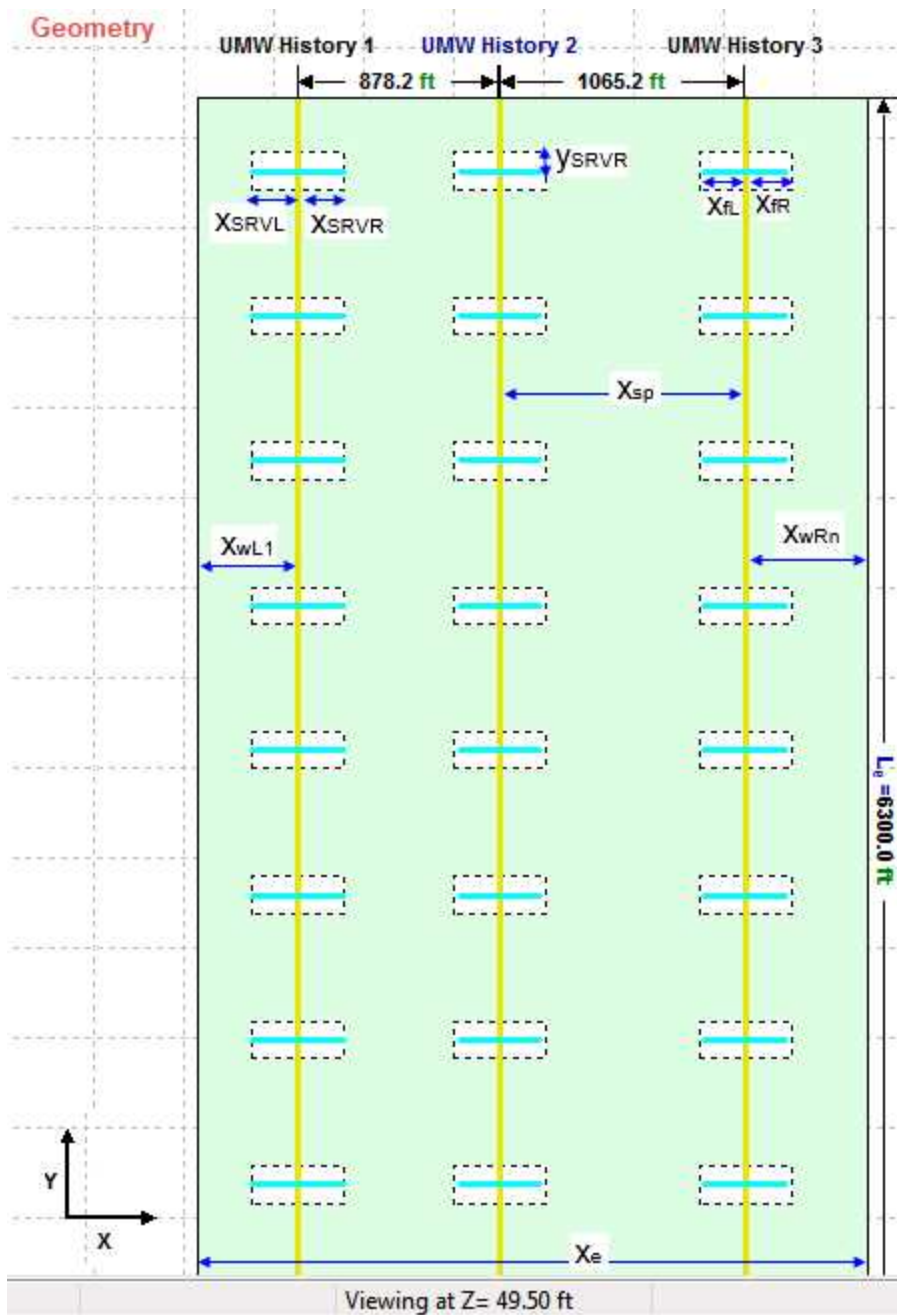 Geometry
UMW History 1 UMW History 2 UMW History 3
878.2 ft 1065.2 ft
ySRVR
XSRVL XSRVR XfL XfR
Xsp
XwL1 XwRn
Le =6300.0 ft
Y
X
Xe
Viewing at Z= 49.50 ft